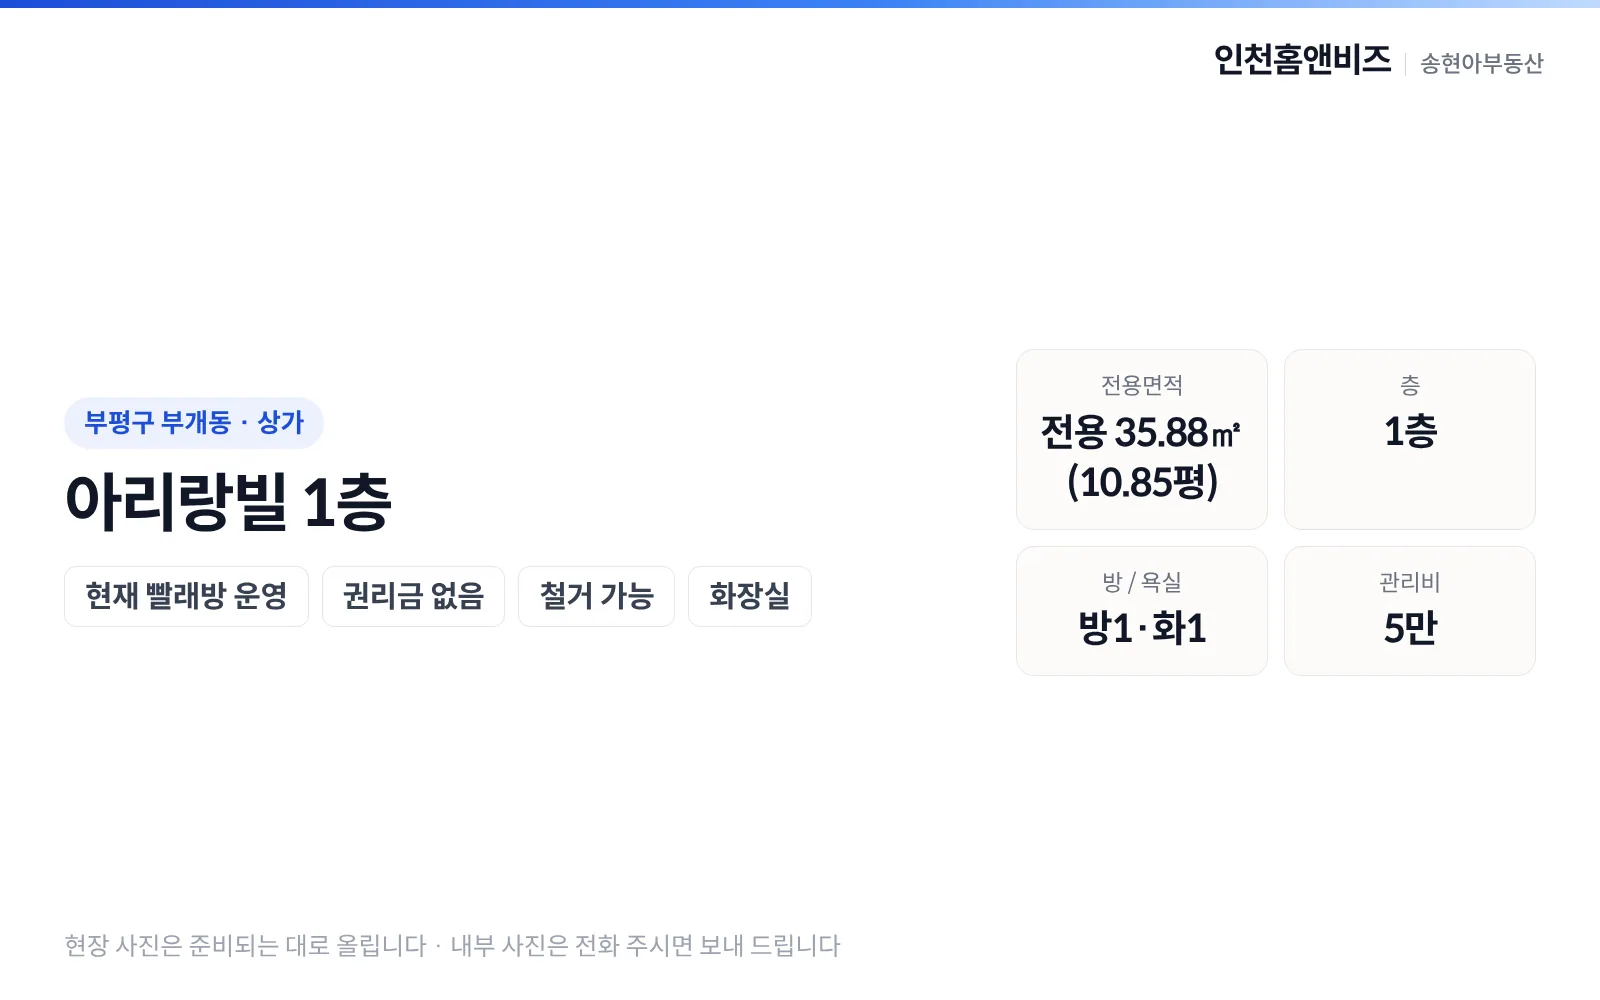 인천홈앤비즈 송현아부동산
부평구 부개동 · 상가
아리랑빌 1층
현재 빨래방 운영 권리금 없음 철거 가능 화장실
전용면적
전용 35.88㎡
(10.85평)
층
1층
방 / 욕실
방1·화1
관리비
5만
현장 사진은 준비되는 대로 올립니다 · 내부 사진은 전화 주시면 보내 드립니다